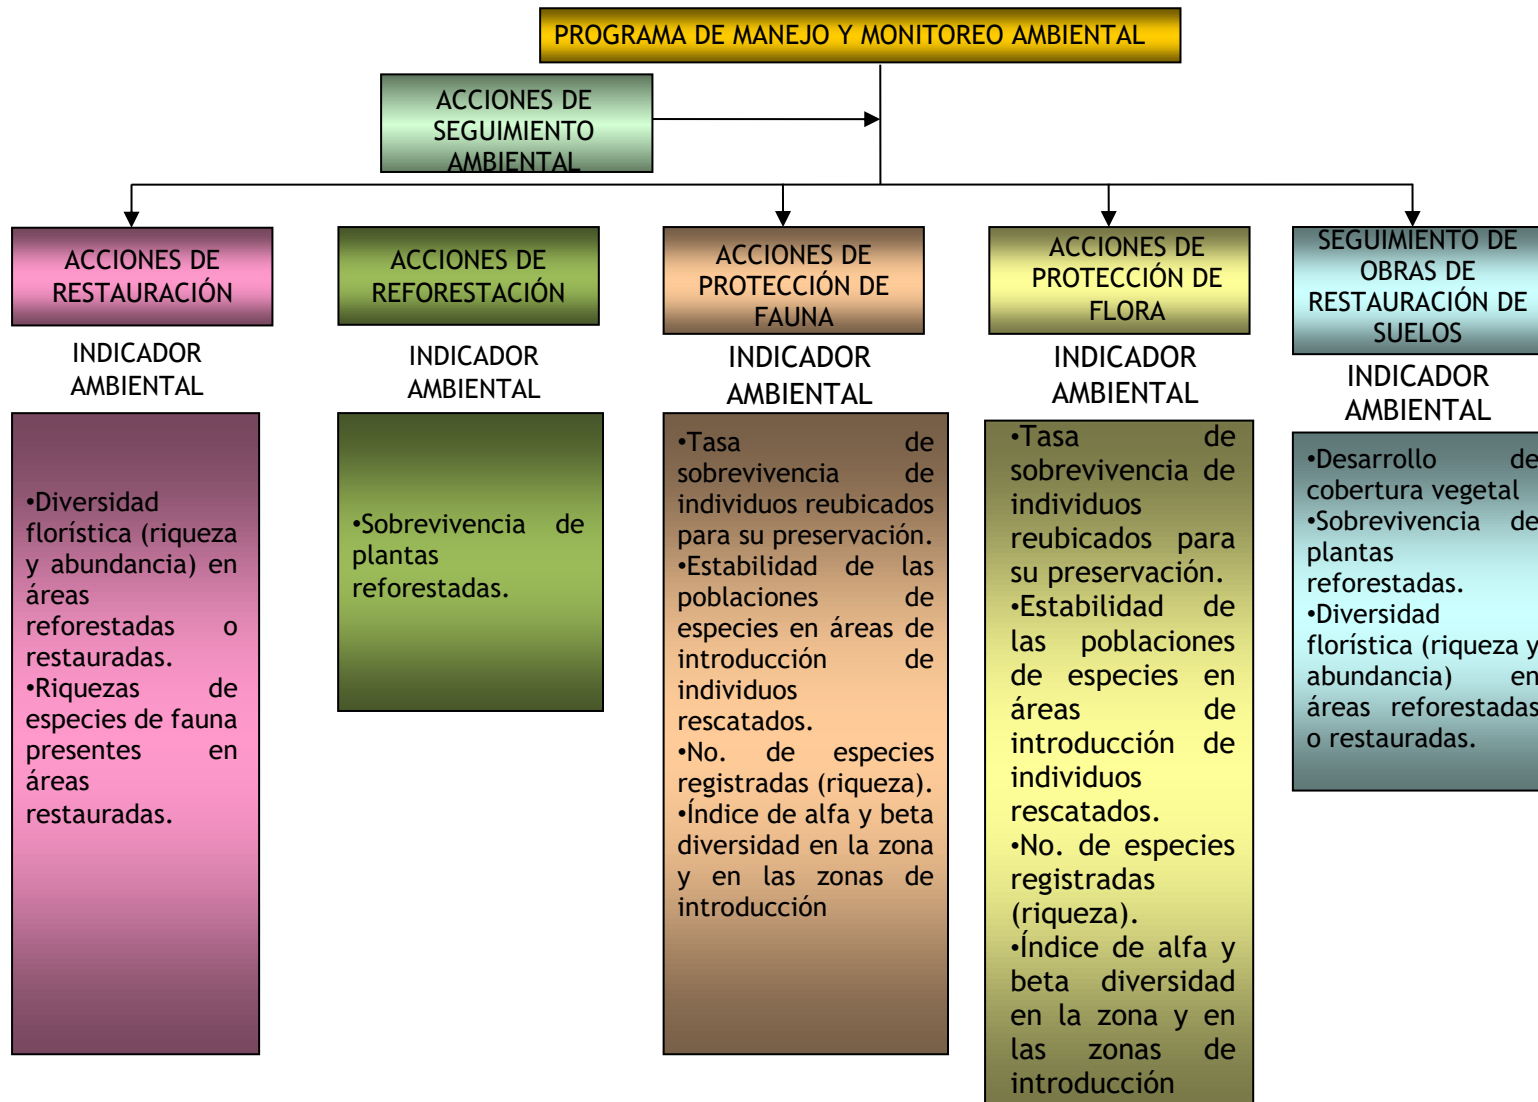 PROGRAMA DE MANEJO Y MONITOREO AMBIENTAL
ACCIONES DE
SEGUIMIENTO
AMBIENTAL
ACCIONES DE
RESTAURACIÓN
INDICADOR
AMBIENTAL
•Diversidad
florística (riqueza
y abundancia) en
áreas
reforestadas o
restauradas.
•Riquezas de
especies de fauna
presentes en
áreas
restauradas.
ACCIONES DE
REFORESTACIÓN
INDICADOR
AMBIENTAL
•Sobrevivencia de
plantas
reforestadas.
ACCIONES DE
PROTECCIÓN DE
FAUNA
INDICADOR
AMBIENTAL
•Tasa de
sobrevivencia de
individuos reubicados
para su preservación.
•Estabilidad de las
poblaciones de
especies en áreas de
introducción de
individuos
rescatados.
•No. de especies
registradas (riqueza).
•Índice de alfa y beta
diversidad en la zona
y en las zonas de
introducción
ACCIONES DE
PROTECCIÓN DE
FLORA
INDICADOR
AMBIENTAL
•Tasa de
sobrevivencia de
individuos
reubicados para
su preservación.
•Estabilidad de
las poblaciones
de especies en
áreas de
introducción de
individuos
rescatados.
•No. de especies
registradas
(riqueza).
•Índice de alfa y
beta diversidad
en la zona y en
las zonas de
introducción
SEGUIMIENTO DE
OBRAS DE
RESTAURACIÓN DE
SUELOS
INDICADOR
AMBIENTAL
•Desarrollo de
cobertura vegetal
•Sobrevivencia de
plantas
reforestadas.
•Diversidad
florística (riqueza y
abundancia) en
áreas reforestadas
o restauradas.